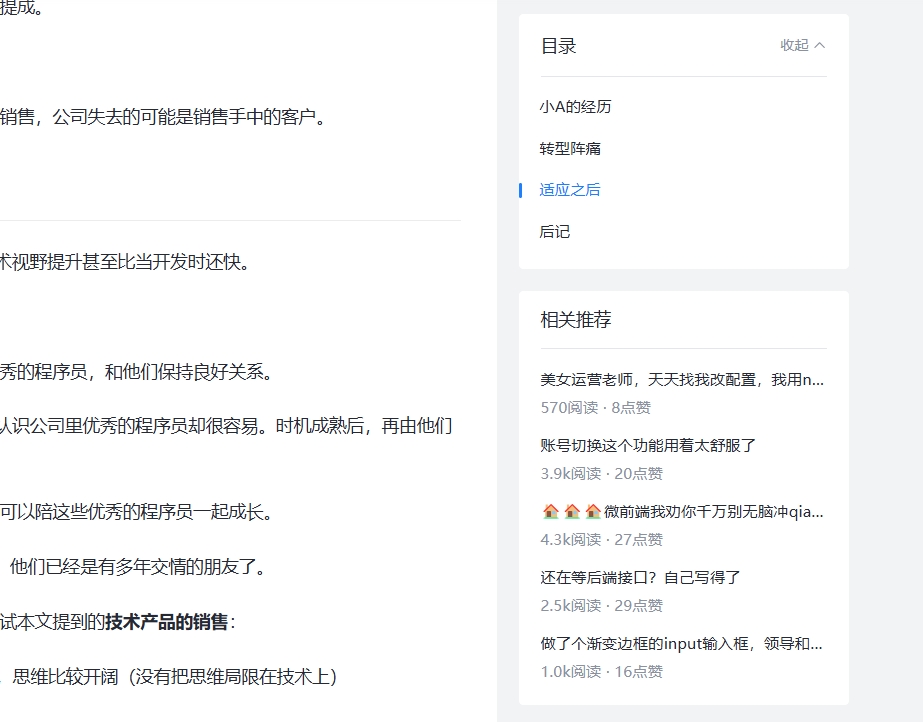 提成。
销售，公司失去的可能是销售手中的客户。
术视野提升甚至比当开发时还快。
秀的程序员，和他们保持良好关系。
认识公司里优秀的程序员却很容易。时机成熟后，再由他们
可以陪这些优秀的程序员一起成长。
他们已经是有多年交情的朋友了。
试本文提到的技术产品的销售：
、思维比较开阔（没有把思维局限在技术上）
目录
收起
小A的经历
转型阵痛
适应之后
后记
相关推荐
美女运营老师，天天找我改配置，我用n...
570阅读 · 8点赞
账号切换这个功能用着太舒服了
3.9k阅读 · 20点赞
🏠🏠🏠微前端我劝你千万别无脑冲qia...
4.3k阅读 · 27点赞
还在等后端接口？自己写得了
2.5k阅读 · 29点赞
做了个渐变边框的input输入框，领导和...
1.0k阅读 · 16点赞